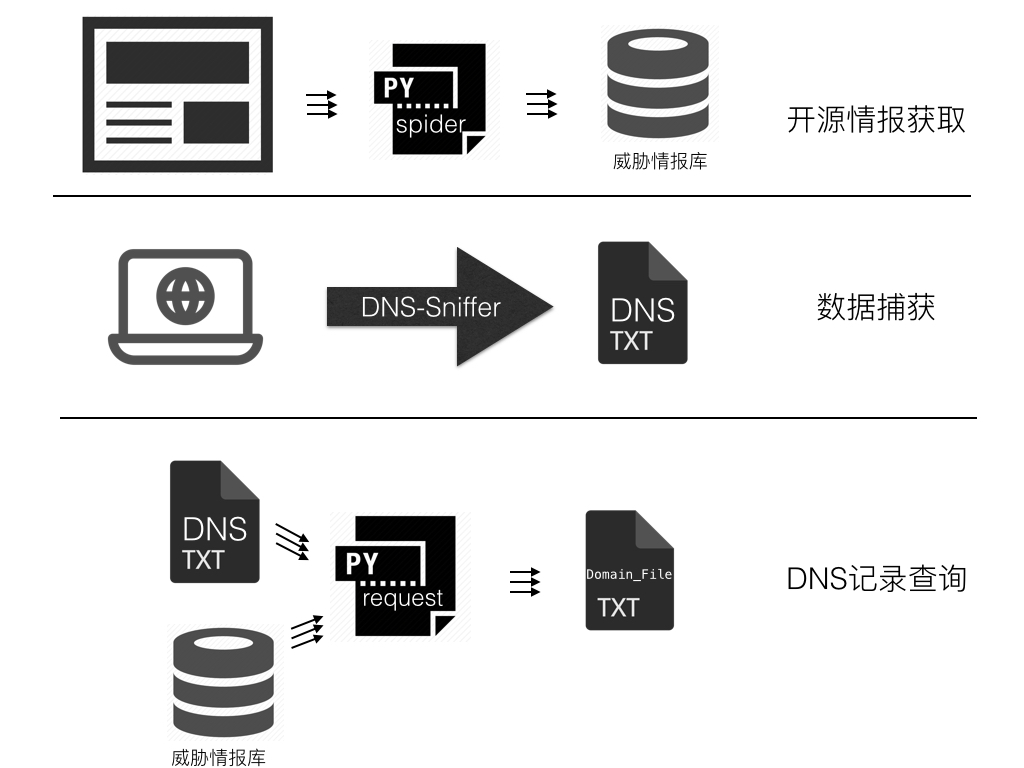 PY
spider
威胁情报库
开源情报获取
DNS-Sniffer
DNS
TXT
数据捕获
DNS
TXT
威胁情报库
PY
request
Domain_File
TXT
DNS记录查询